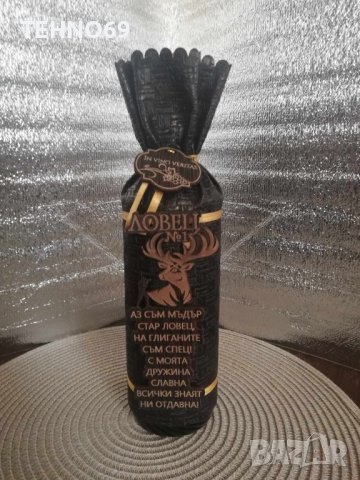 TEHNO69
IN VINO VERITAS
ЛОВЕЦ
№1
АЗ СЪМ МЪДЪР
СТАР ЛОВЕЦ,
НА ГЛИГАНИТЕ
СЪМ СПЕЦ!
С МОЯТА
ДРУЖИНА
СЛАВНА
ВСИЧКИ ЗНАЯТ
НИ ОТДАВНА!
BAZAR